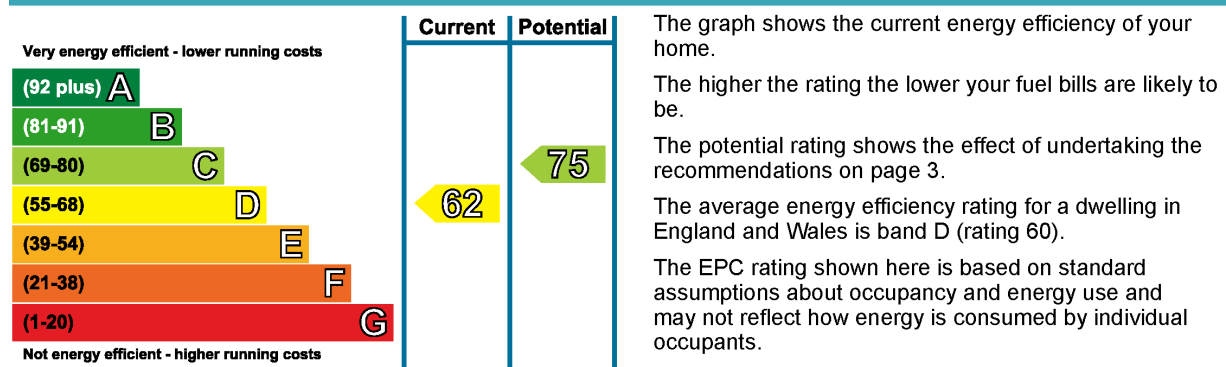 Very energy efficient - lower running costs
(92 plus) A
(81-91) B
(69-80) C
(55-68) D
(39-54) E
(21-38) F
(1-20) G
Not energy efficient - higher running costs
Current
Potential
62
75
The graph shows the current energy efficiency of your
home.
The higher the rating the lower your fuel bills are likely to
be.
The potential rating shows the effect of undertaking the
recommendations on page 3.
The average energy efficiency rating for a dwelling in
England and Wales is band D (rating 60).
The EPC rating shown here is based on standard
assumptions about occupancy and energy use and
may not reflect how energy is consumed by individual
occupants.